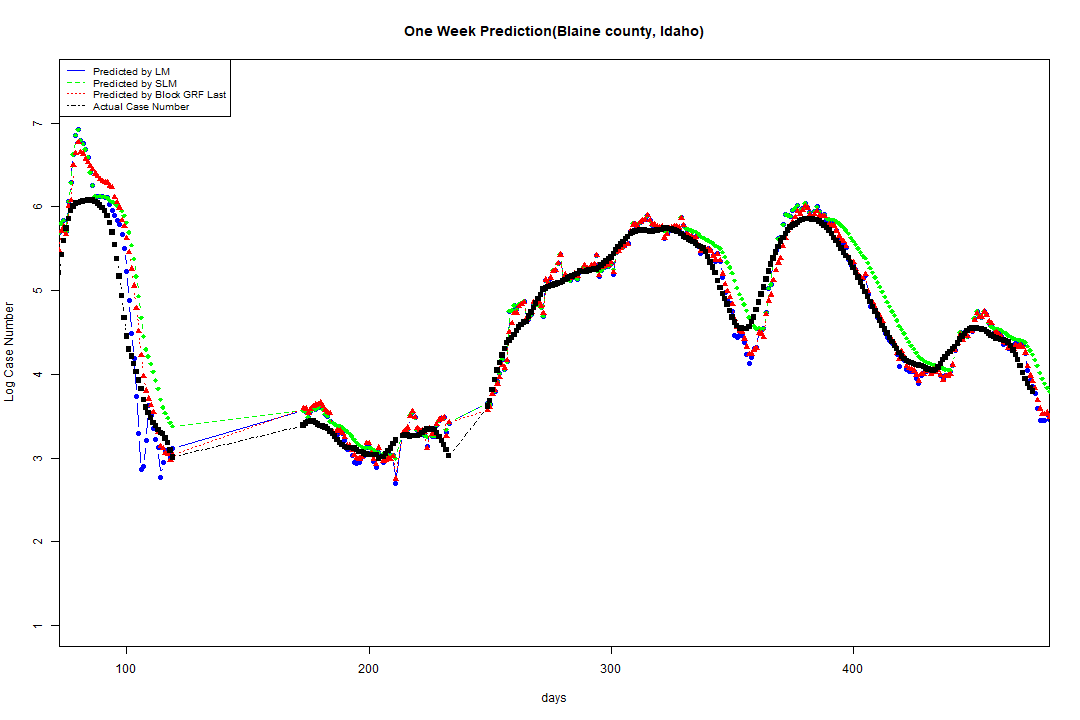 One Week Prediction(Blaine county, Idaho)
Predicted by LM
Predicted by SLM
Predicted by Block GRF Last
Actual Case Number
7
6
5
4
3
2
1
Log Case Number
100 200 300 400
days